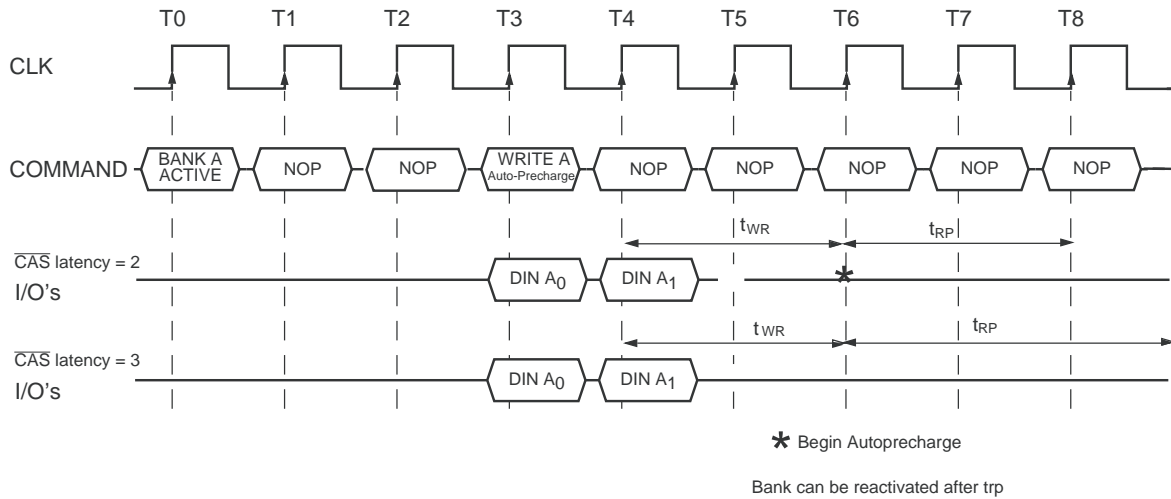 T0 T1 T2 T3 T4 T5 T6 T7 T8
CLK
COMMAND
BANK A
ACTIVE
NOP
NOP
WRITE A
Auto-Precharge
NOP
NOP
NOP
NOP
NOP
tWR
tRP
CAS latency = 2
I/O's
DIN A0
DIN A1
*
tWR
tRP
CAS latency = 3
I/O's
DIN A0
DIN A1
* Begin Autoprecharge
Bank can be reactivated after trp